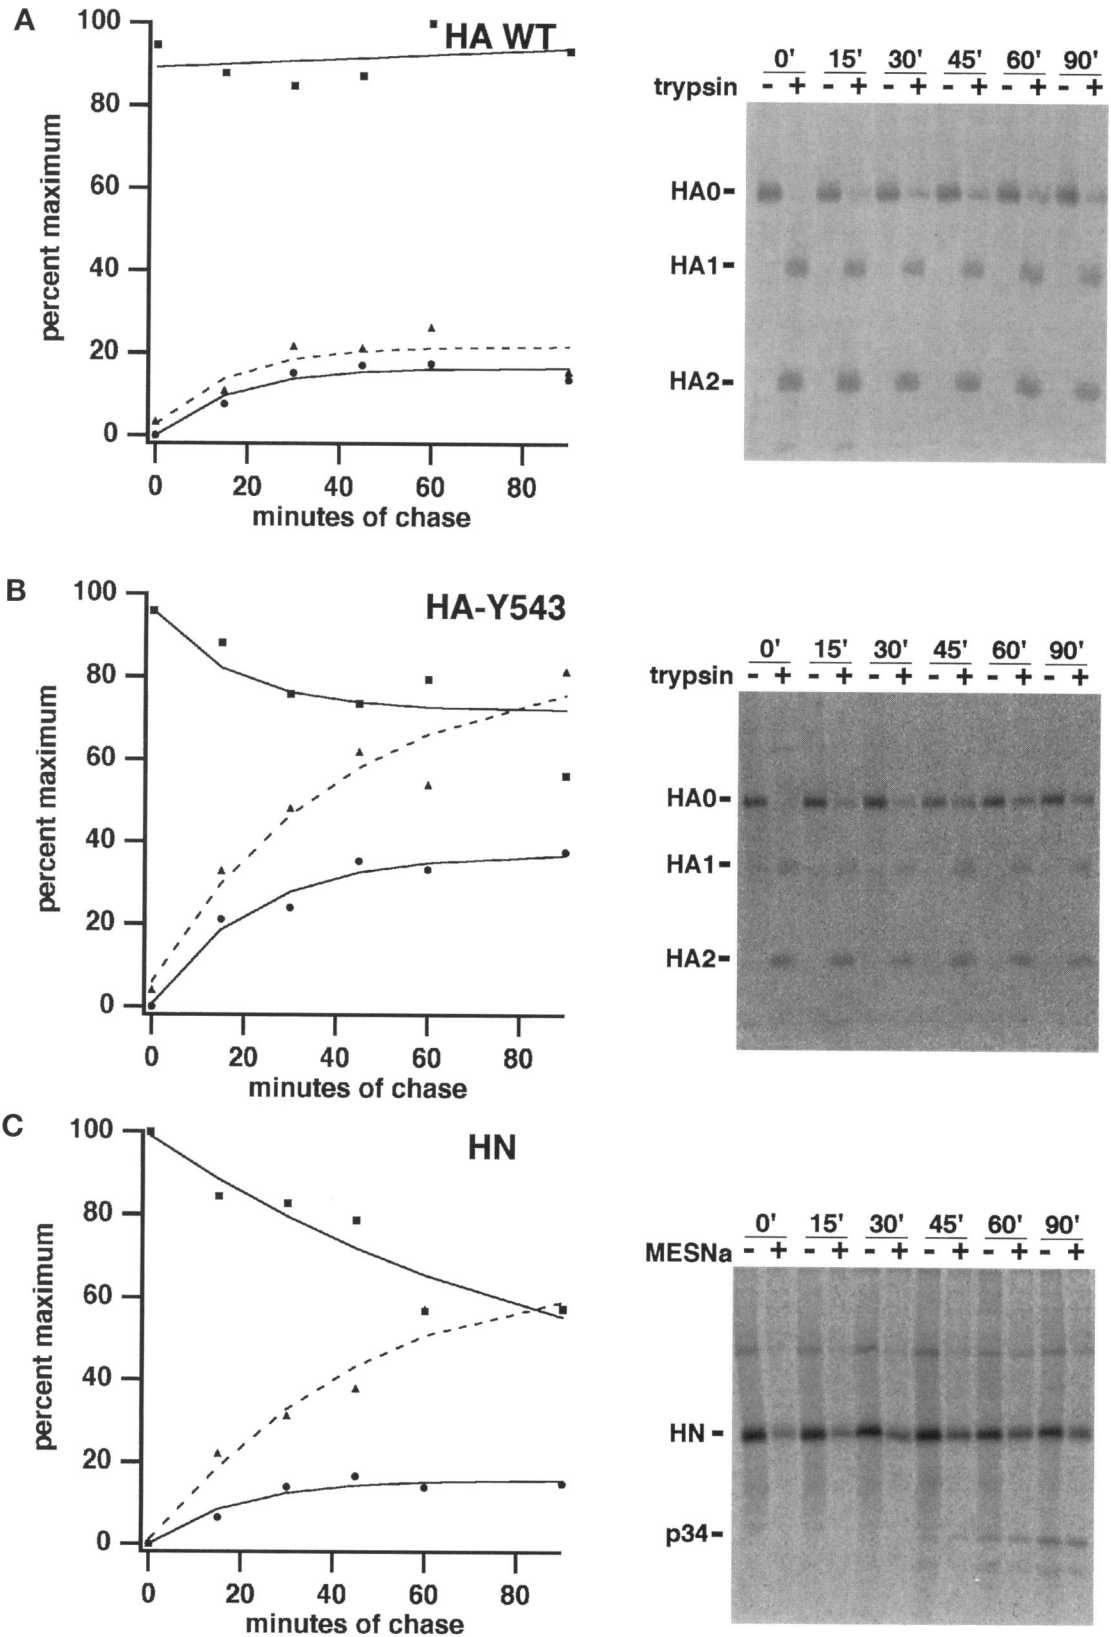 A
HA WT
percent maximum
100
80
60
40
20
0
0 20 40 60 80
minutes of chase
0' 15' 30' 45' 60' 90'
trypsin - + - + - + - + - + - +
HA0-
HA1-
HA2-
B
HA-Y543
percent maximum
100
80
60
40
20
0
0 20 40 60 80
minutes of chase
0' 15' 30' 45' 60' 90'
trypsin - + - + - + - + - + - +
HA0-
HA1-
HA2-
C
HN
percent maximum
100
80
60
40
20
0
0 20 40 60 80
minutes of chase
0' 15' 30' 45' 60' 90'
MESNa - + - + - + - + - + - +
HN -
p34-